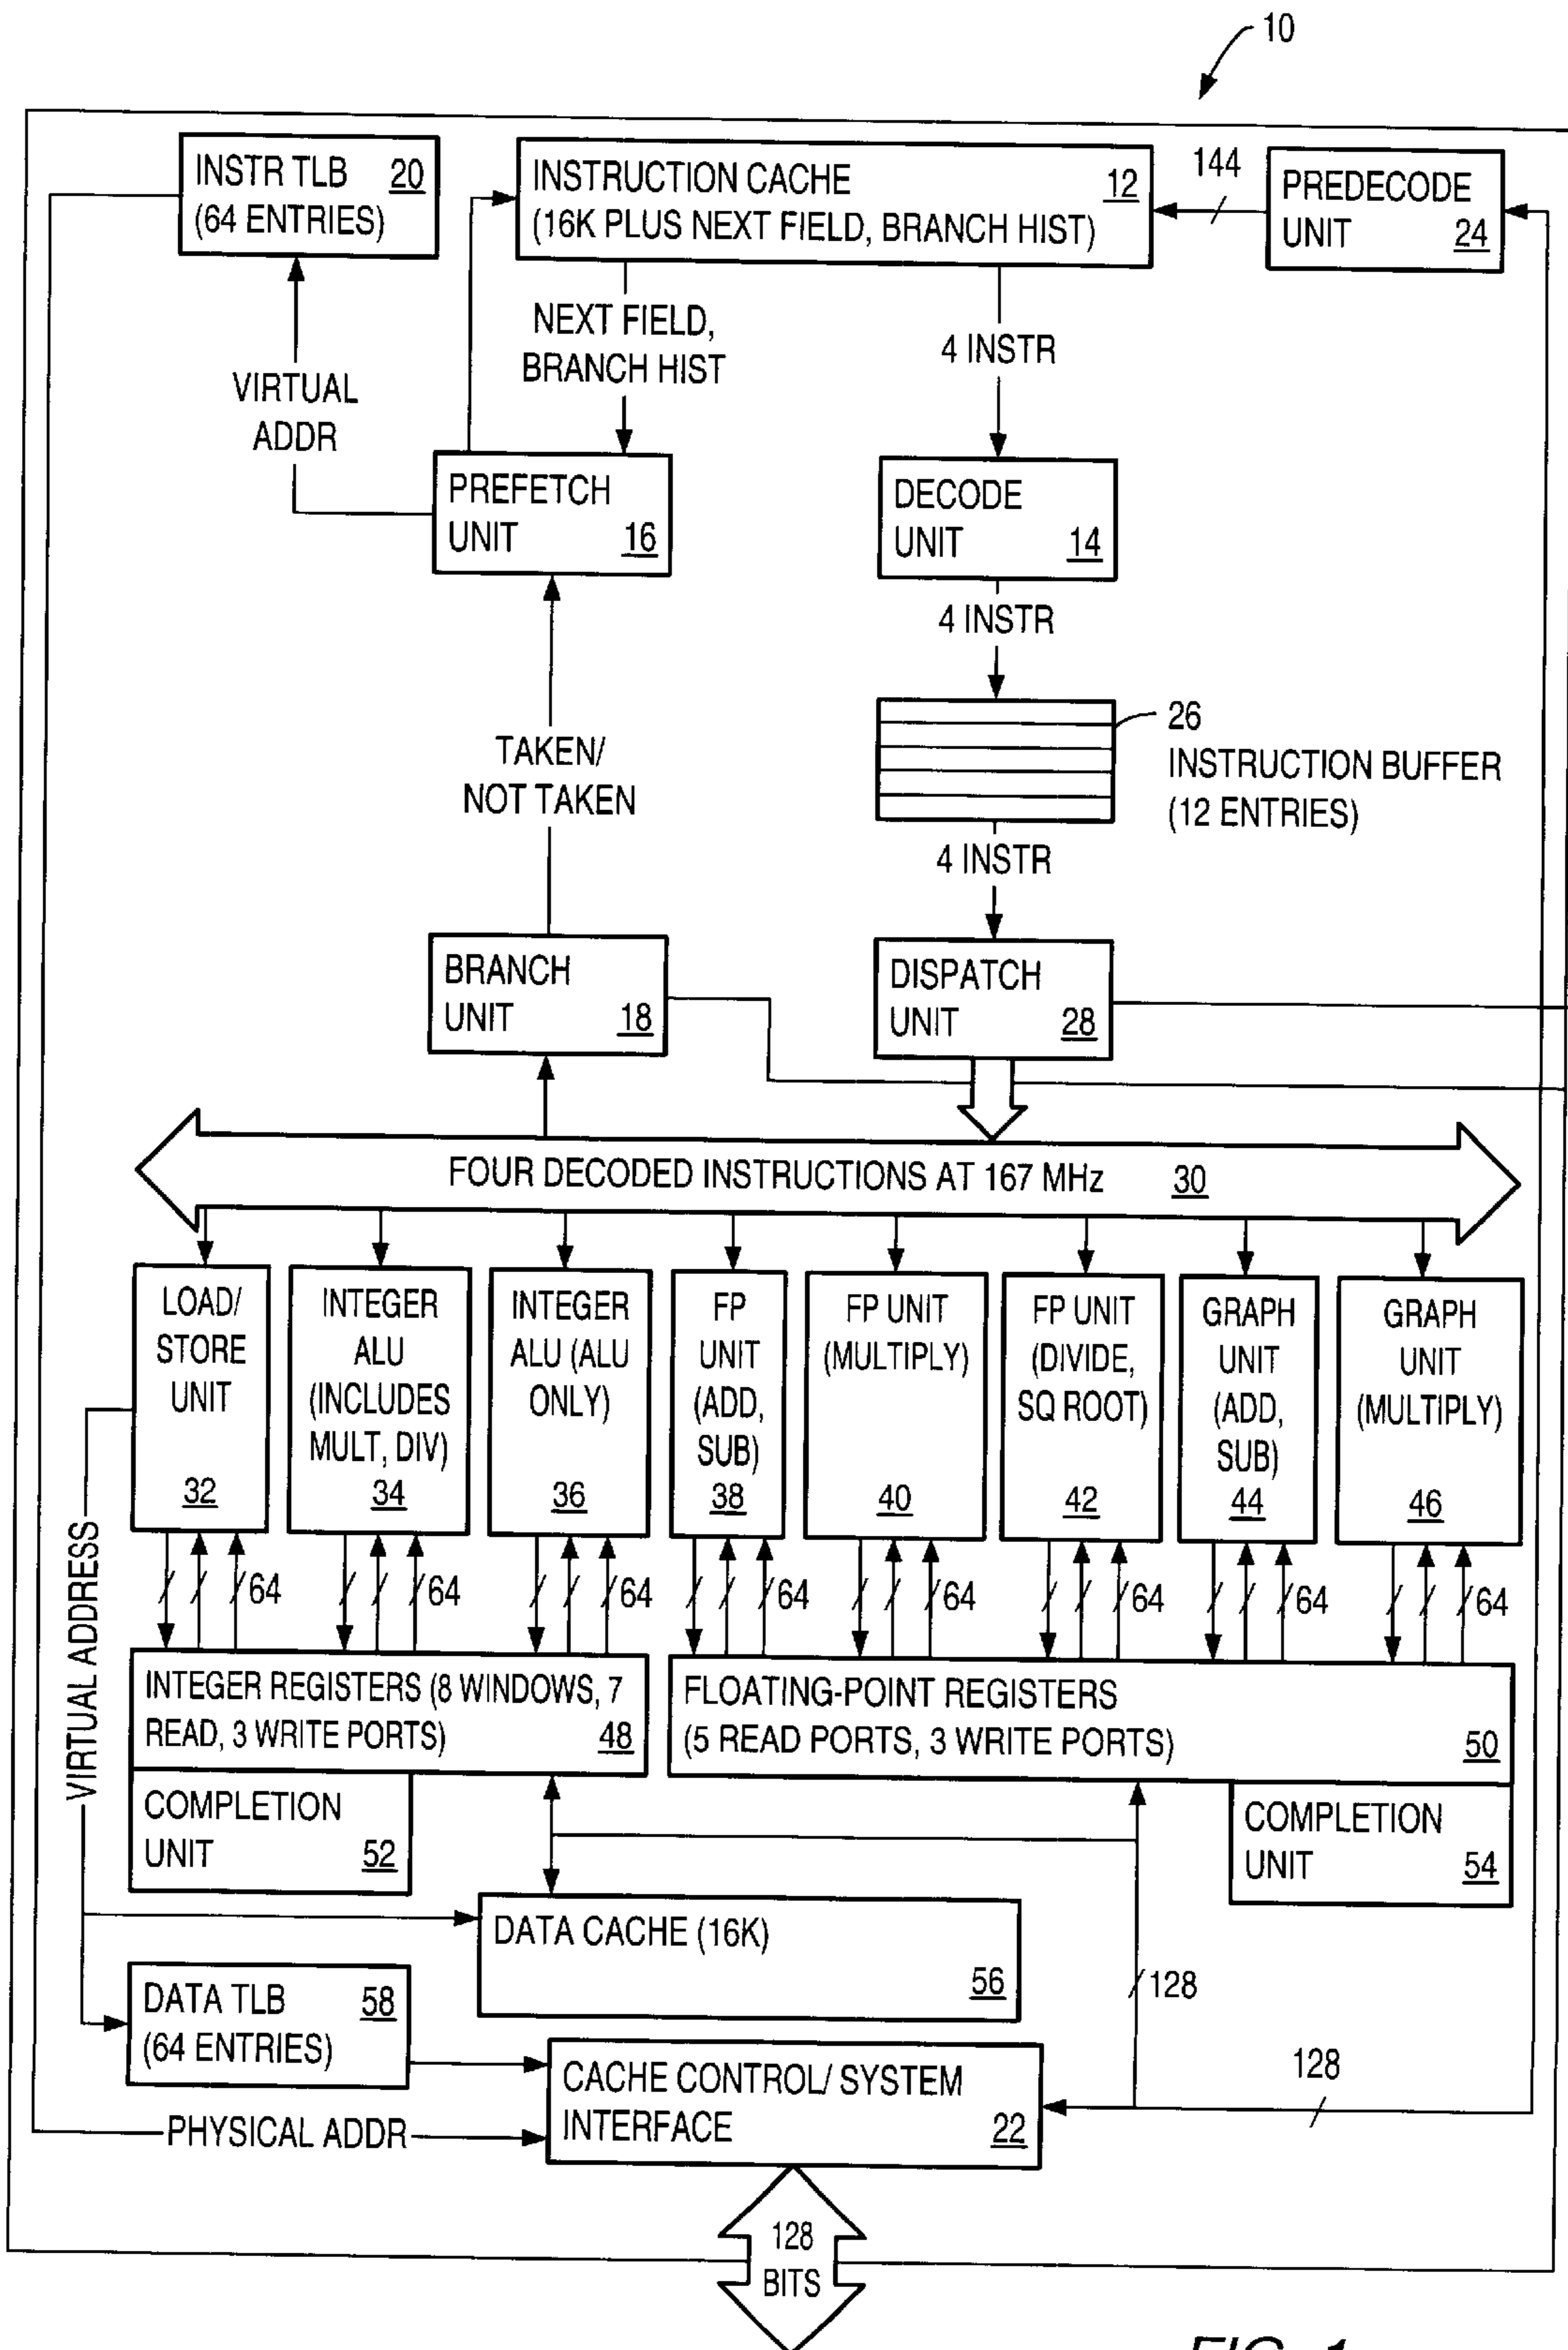 10
INSTR TLB 20
(64 ENTRIES)
INSTRUCTION CACHE 12
(16K PLUS NEXT FIELD, BRANCH HIST)
144
PREDECODE
UNIT 24
NEXT FIELD,
BRANCH HIST
4 INSTR
VIRTUAL
ADDR
PREFETCH
UNIT 16
DECODE
UNIT 14
4 INSTR
26
INSTRUCTION BUFFER
(12 ENTRIES)
TAKEN/
NOT TAKEN
4 INSTR
BRANCH
UNIT 18
DISPATCH
UNIT 28
FOUR DECODED INSTRUCTIONS AT 167 MHz 30
LOAD/
STORE
UNIT
32
INTEGER
ALU
(INCLUDES
MULT, DIV)
34
INTEGER
ALU (ALU
ONLY)
36
FP
UNIT
(ADD,
SUB)
38
FP UNIT
(MULTIPLY)
40
FP UNIT
(DIVIDE,
SQ ROOT)
42
GRAPH
UNIT
(ADD,
SUB)
44
GRAPH
UNIT
(MULTIPLY)
46
64
64
64
64
64
64
64
64
VIRTUAL ADDRESS
INTEGER REGISTERS (8 WINDOWS, 7
READ, 3 WRITE PORTS) 48
FLOATING-POINT REGISTERS
(5 READ PORTS, 3 WRITE PORTS) 50
COMPLETION
UNIT 52
COMPLETION
UNIT 54
DATA CACHE (16K)
56
128
DATA TLB 58
(64 ENTRIES)
CACHE CONTROL/ SYSTEM
INTERFACE 22
128
PHYSICAL ADDR
128
BITS
FIG. 1